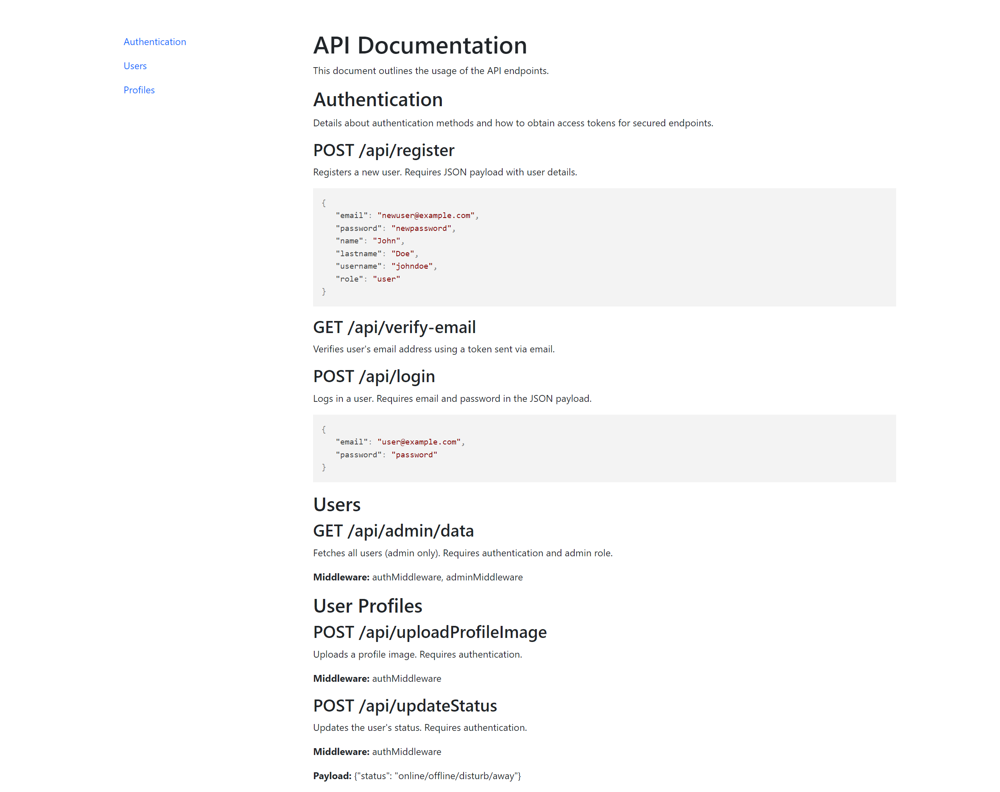 Authentication
Users
Profiles
API Documentation
This document outlines the usage of the API endpoints.
Authentication
Details about authentication methods and how to obtain access tokens for secured endpoints.
POST /api/register
Registers a new user. Requires JSON payload with user details.
{
"email": "newuser@example.com",
"password": "newpassword",
"name": "John",
"lastname": "Doe",
"username": "johndoe",
"role": "user"
}
GET /api/verify-email
Verifies user's email address using a token sent via email.
POST /api/login
Logs in a user. Requires email and password in the JSON payload.
{
"email": "user@example.com",
"password": "password"
}
Users
GET /api/admin/data
Fetches all users (admin only). Requires authentication and admin role.
Middleware: authMiddleware, adminMiddleware
User Profiles
POST /api/uploadProfileImage
Uploads a profile image. Requires authentication.
Middleware: authMiddleware
POST /api/updateStatus
Updates the user's status. Requires authentication.
Middleware: authMiddleware
Payload: {"status": "online/offline/disturb/away"}